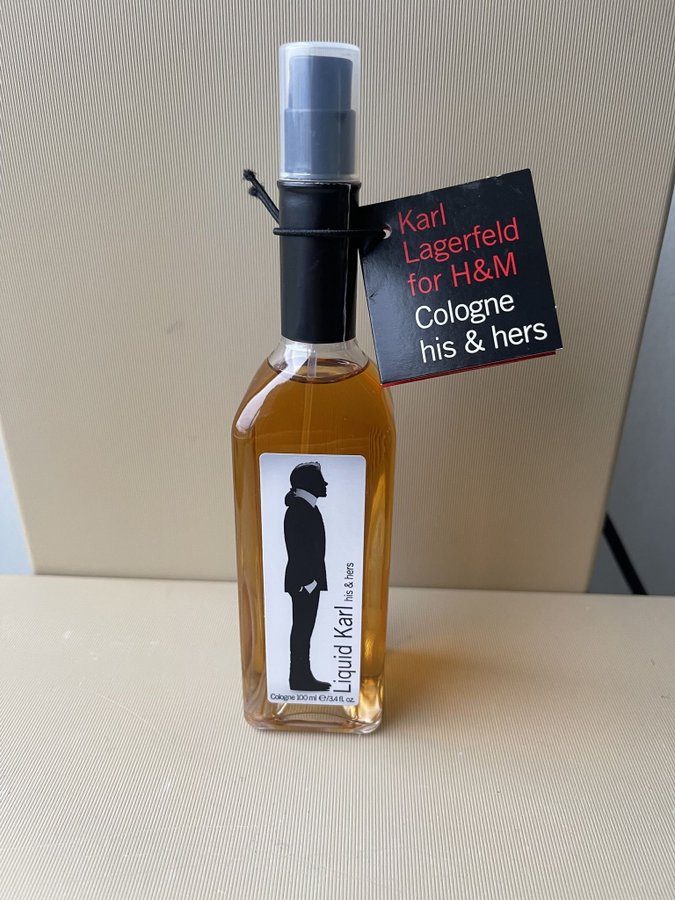 Karl
Lagerfeld
for H&M
Cologne
his & hers
Liquid Karl his & hers
Cologne 100 ml ℮/3.4 fl. oz.